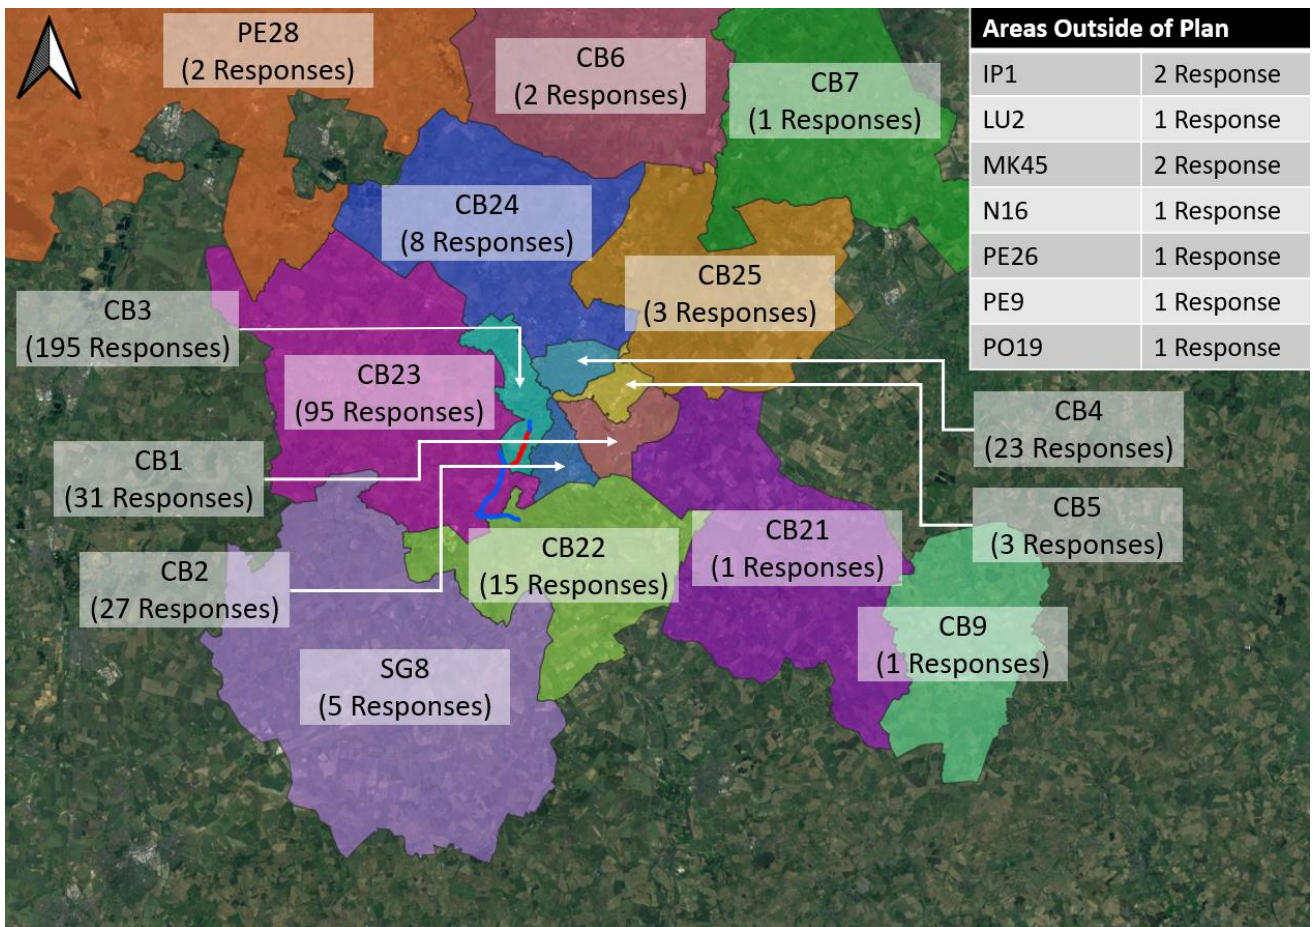 PE28
(2 Responses)
CB6
(2 Responses)
CB7
(1 Responses)
CB24
(8 Responses)
CB25
(3 Responses)
CB3
(195 Responses)
CB23
(95 Responses)
CB4
(23 Responses)
CB1
(31 Responses)
CB5
(3 Responses)
CB2
(27 Responses)
CB22
(15 Responses)
CB21
(1 Responses)
CB9
(1 Responses)
SG8
(5 Responses)
Areas Outside of Plan
IP1 2 Response
LU2 1 Response
MK45 2 Response
N16 1 Response
PE26 1 Response
PE9 1 Response
PO19 1 Response